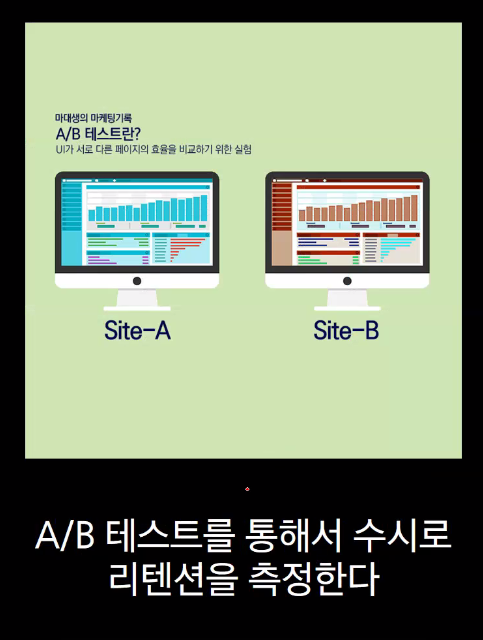 마대생의 마케팅기록
A/B 테스트란?
UI가 서로 다른 페이지의 효율을 비교하기 위한 실험
Site-A
Site-B
A/B 테스트를 통해서 수시로
리텐션을 측정한다